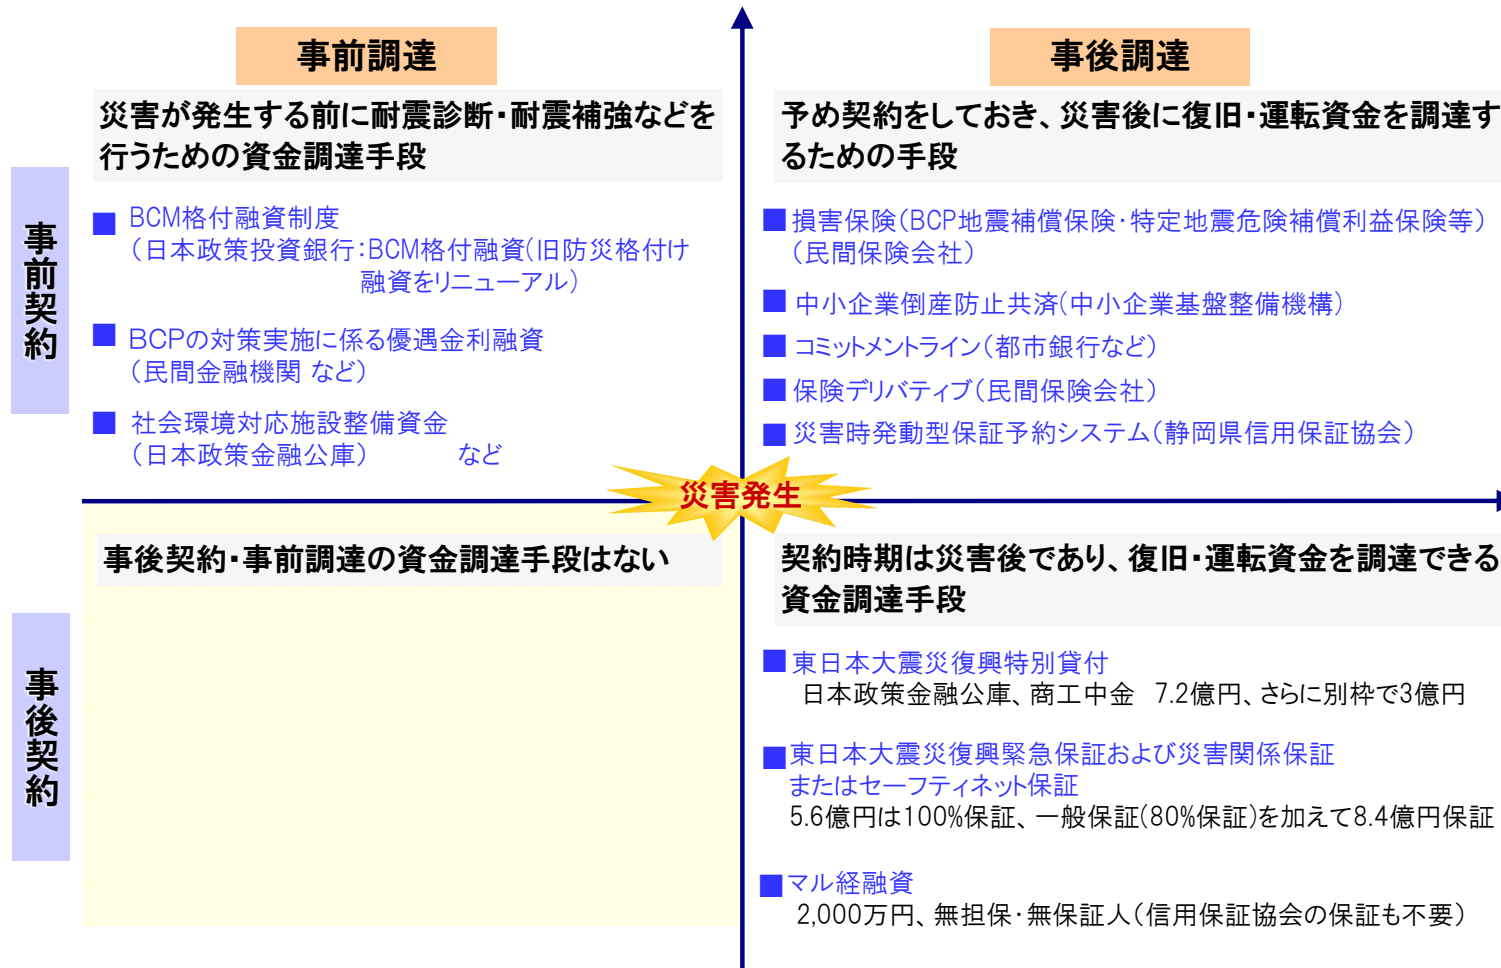 事前調達
事後調達
災害が発生する前に耐震診断・耐震補強などを
行うための資金調達手段
予め契約をしておき、災害後に復旧・運転資金を調達す
るための手段
事前契約
■ BCM格付融資制度
（日本政策投資銀行：BCM格付融資(旧防災格付け
融資をリニューアル）
■ BCPの対策実施に係る優遇金利融資
（民間金融機関 など）
■ 社会環境対応施設整備資金
（日本政策金融公庫） など
■ 損害保険（BCP地震補償保険・特定地震危険補償利益保険等）
（民間保険会社）
■ 中小企業倒産防止共済(中小企業基盤整備機構）
■ コミットメントライン（都市銀行など）
■ 保険デリバティブ（民間保険会社）
■ 災害時発動型保証予約システム（静岡県信用保証協会）
災害発生
事後契約・事前調達の資金調達手段はない
契約時期は災害後であり、復旧・運転資金を調達できる
資金調達手段
事後契約
■ 東日本大震災復興特別貸付
日本政策金融公庫、商工中金 7.2億円、さらに別枠で3億円
■ 東日本大震災復興緊急保証および災害関係保証
またはセーフティネット保証
5.6億円は100%保証、一般保証(80%保証)を加えて8.4億円保証
■ マル経融資
2,000万円、無担保・無保証人（信用保証協会の保証も不要）